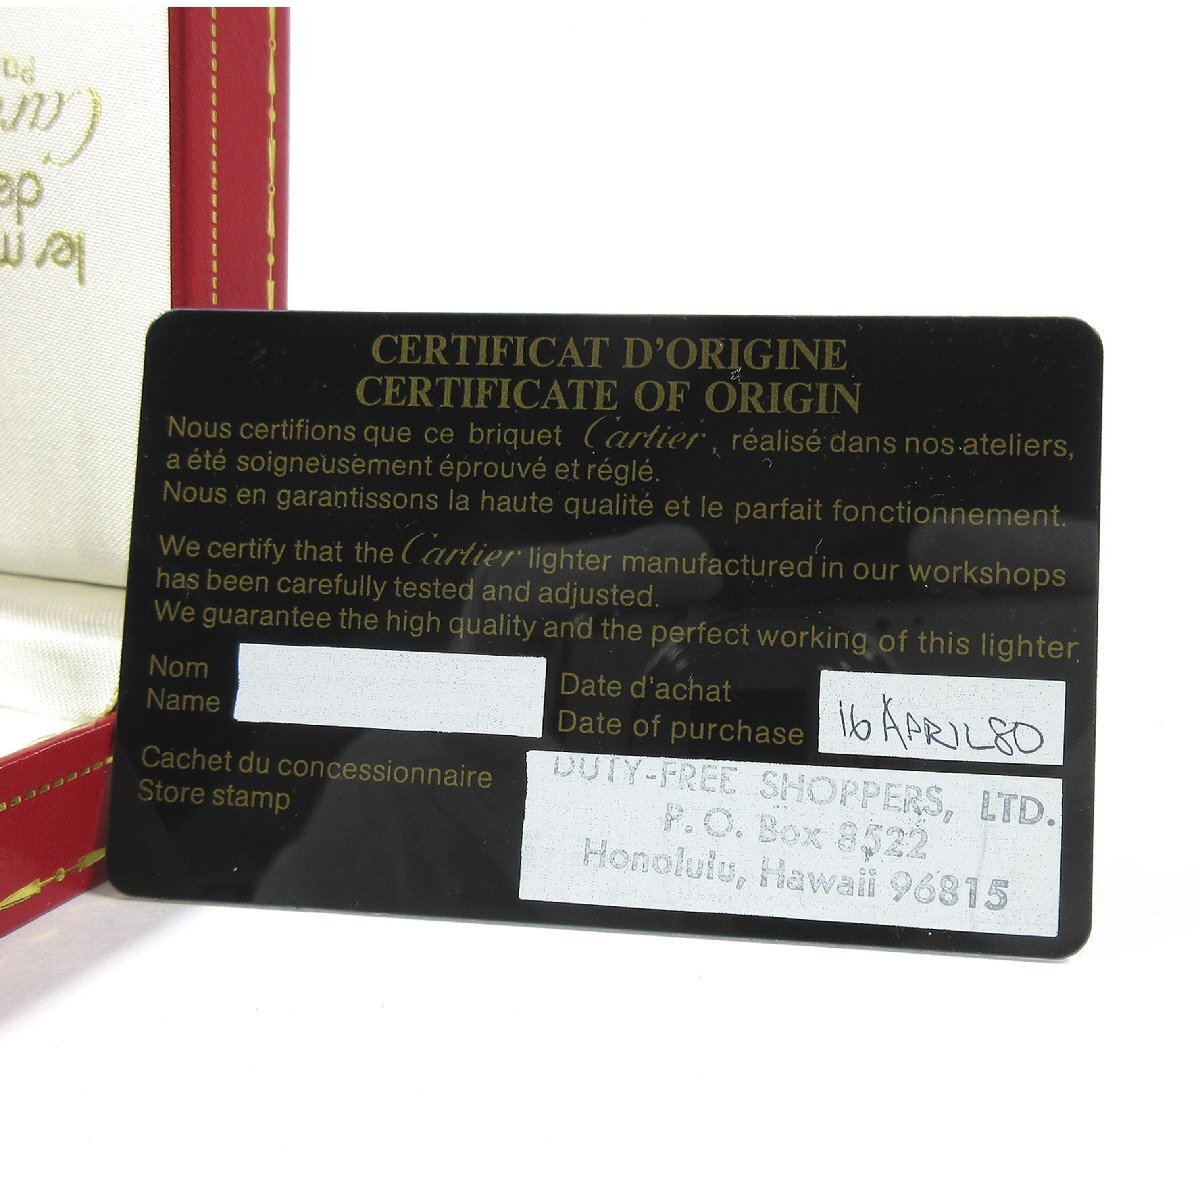 les
de
CERTIFICAT D'ORIGINE
CERTIFICATE OF ORIGIN
Nous certifions que ce briquet Cartier, réalisé dans nos ateliers,
a été soigneusement éprouvé et réglé.
Nous en garantissons la haute qualité et le parfait fonctionnement.
We certify that the Cartier lighter manufactured in our workshops
has been carefully tested and adjusted.
We guarantee the high quality and the perfect working of this lighter.
Nom
Name
Date d'achat
Date of purchase
16 APRIL 80
Cachet du concessionnaire
Store stamp
DUTY-FREE SHOPPERS, LTD.
P. O. Box 8522
Honolulu, Hawaii 96815